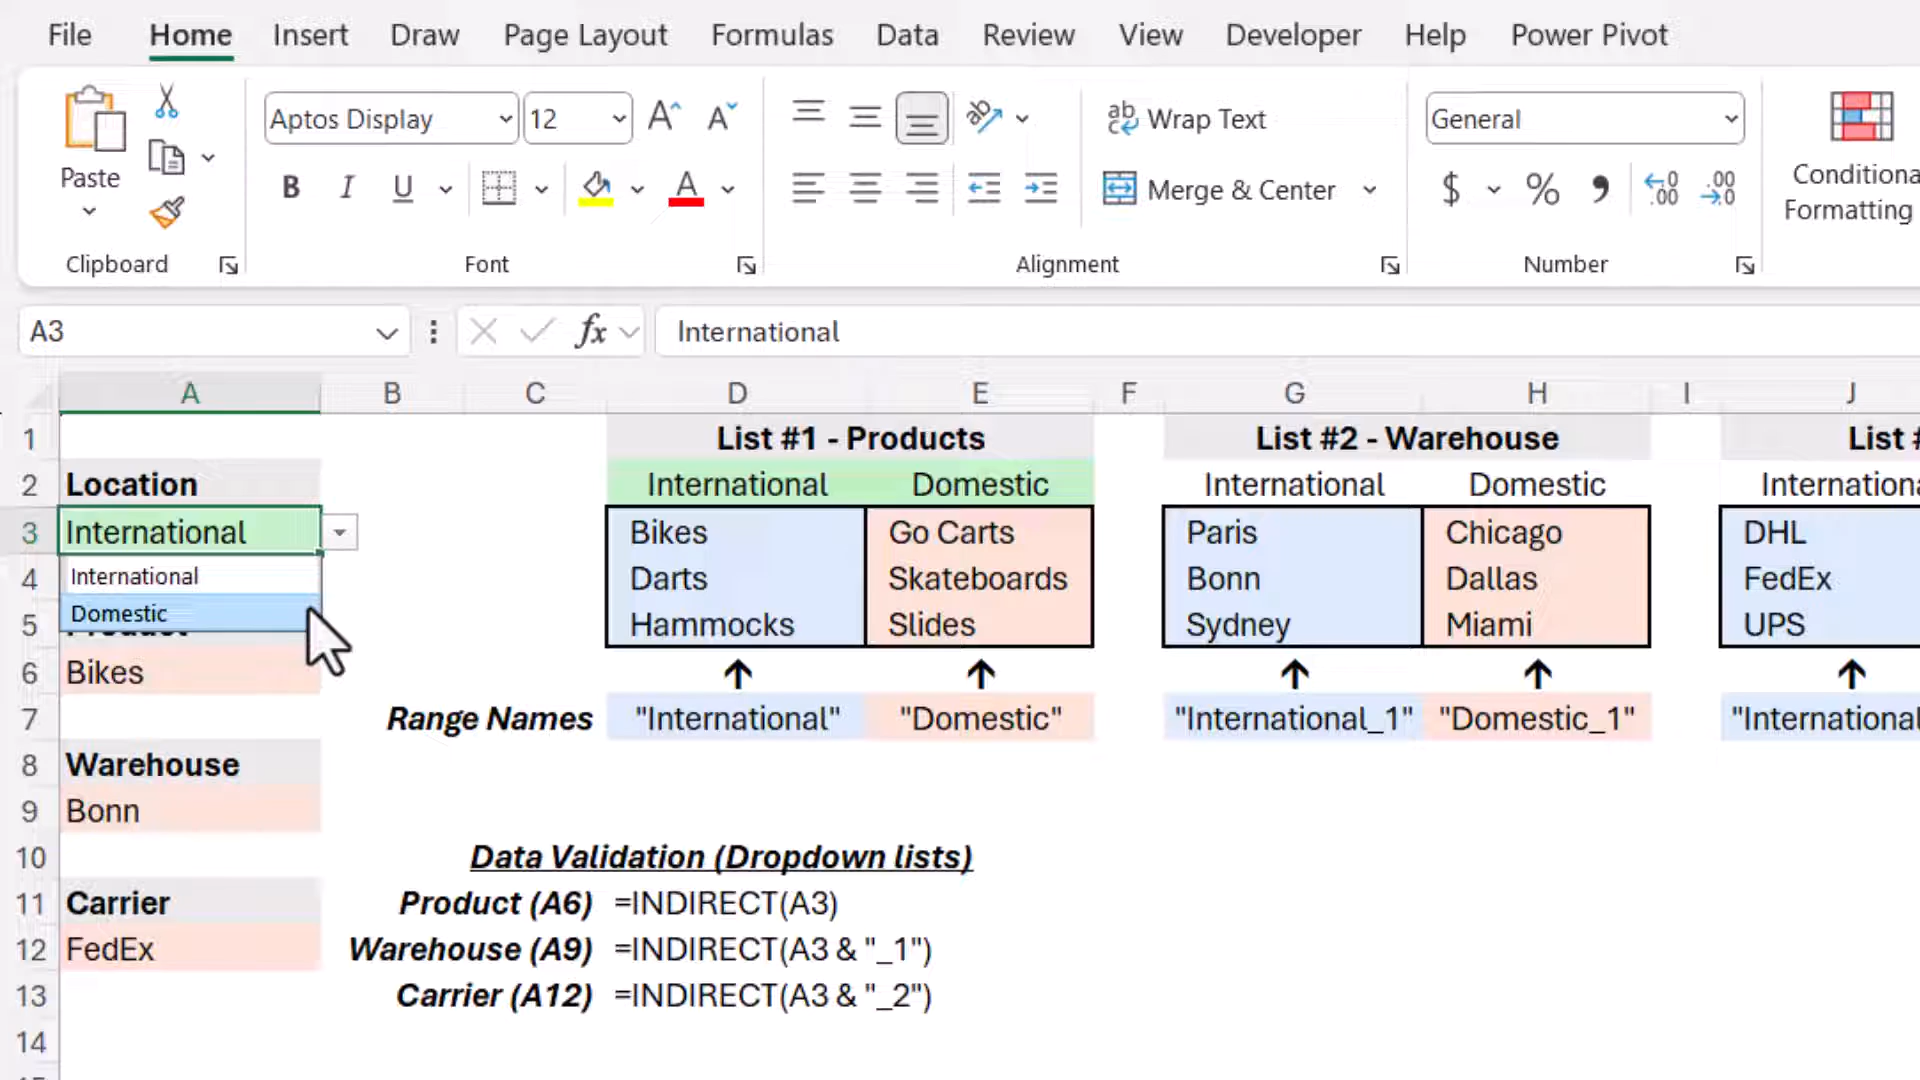 File Home Insert Draw Page Layout Formulas Data Review View Developer Help Power Pivot
Paste
Clipboard
Aptos Display 12
B I U A
Font
ab Wrap Text
Merge & Center
Alignment
General
$ % 9
Number
Conditiona
Formatting
A3 fx International
A B C D E F G H I J
1 List #1 - Products List #2 - Warehouse List #
2 Location International Domestic International Domestic Internationa
3 International Bikes Go Carts Paris Chicago DHL
4 International Darts Skateboards Bonn Dallas FedEx
Domestic
5 Hammocks Slides Sydney Miami UPS
6 Bikes
7 Range Names "International" "Domestic" "International_1" "Domestic_1" "International
8 Warehouse
9 Bonn
10 Data Validation (Dropdown lists)
11 Carrier Product (A6) =INDIRECT(A3)
12 FedEx Warehouse (A9) =INDIRECT(A3 & "_1")
13 Carrier (A12) =INDIRECT(A3 & "_2")
14